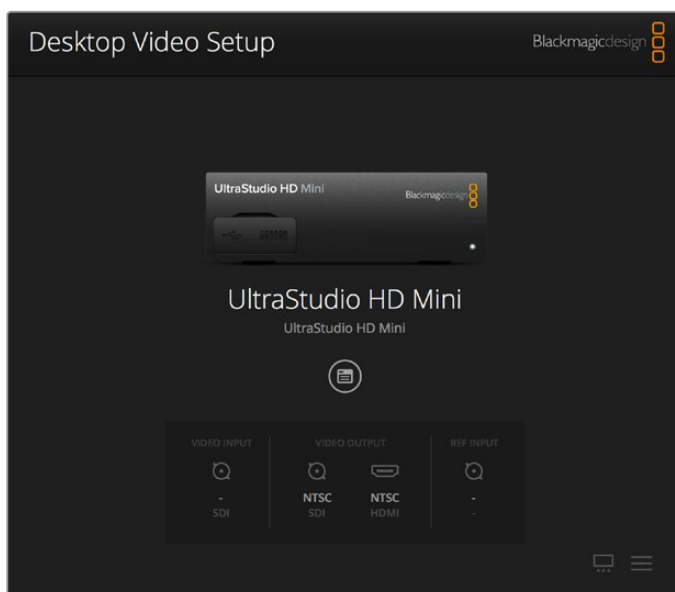 Desktop Video Setup
Blackmagicdesign
UltraStudio HD Mini
Blackmagicdesign
UltraStudio HD Mini
UltraStudio HD Mini
VIDEO INPUT VIDEO OUTPUT REF INPUT
- NTSC NTSC -
SDI SDI HDMI -